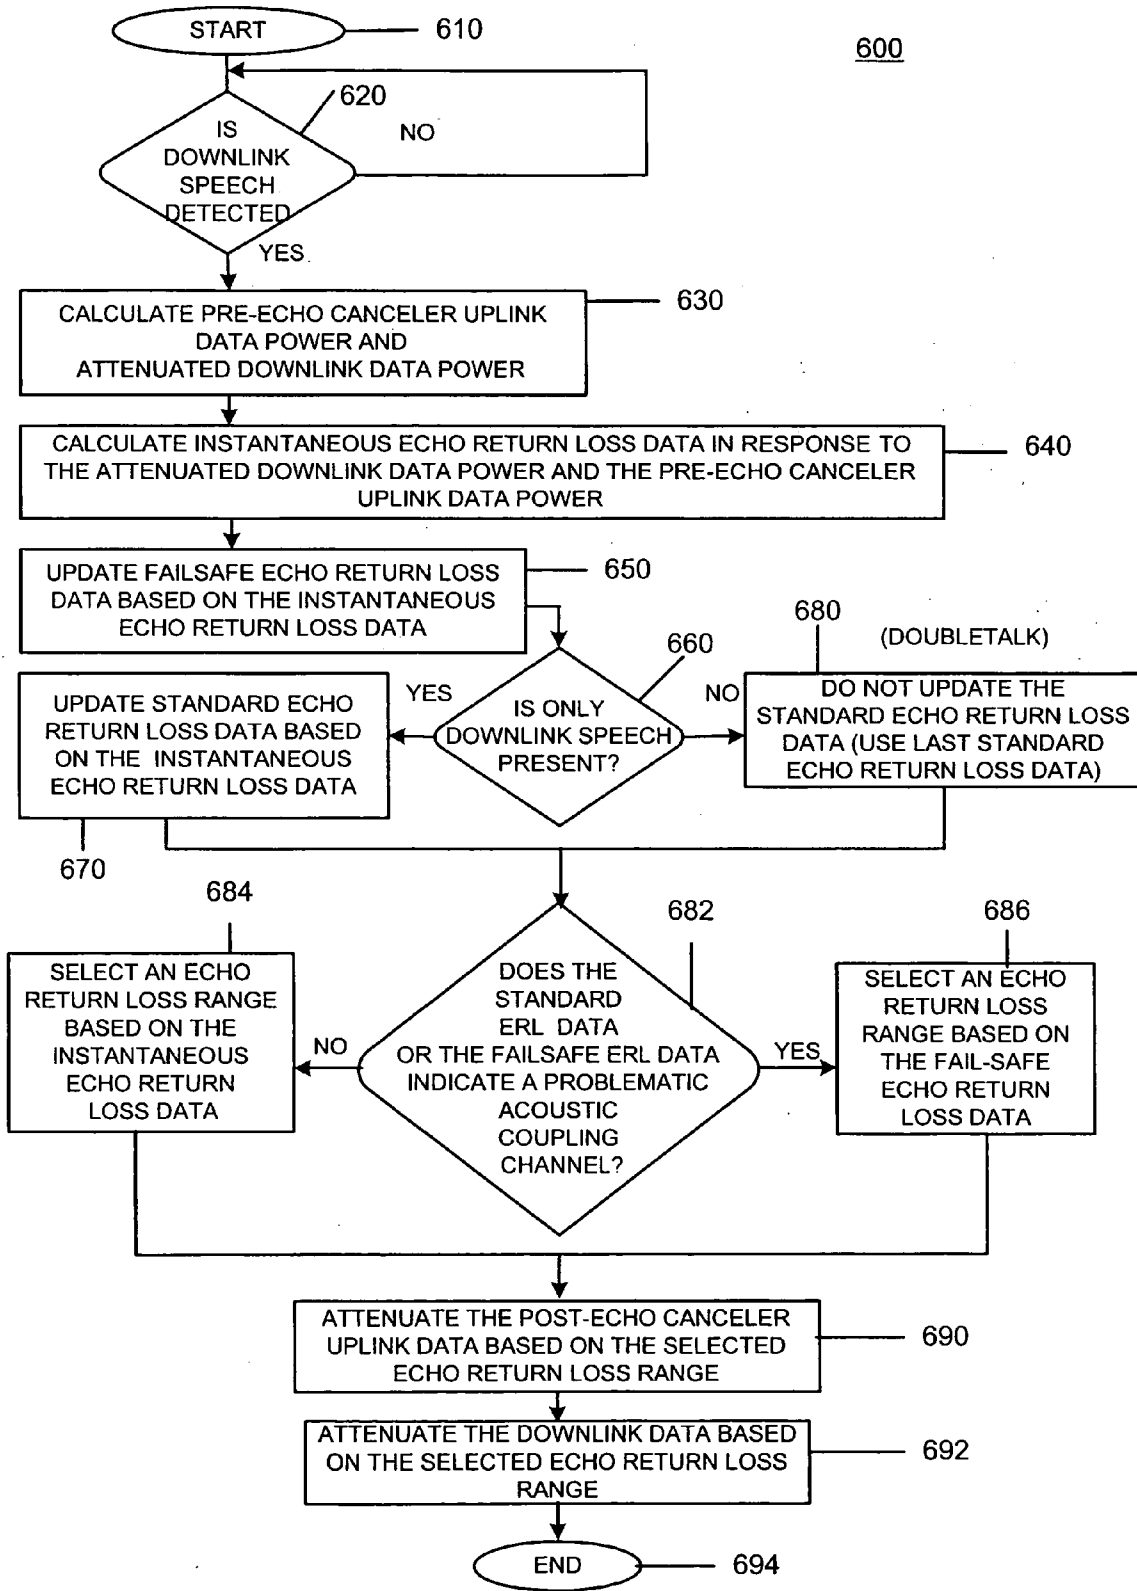 START
610
600
620
IS
DOWNLINK
SPEECH
DETECTED
NO
YES
CALCULATE PRE-ECHO CANCELER UPLINK
DATA POWER AND
ATTENUATED DOWNLINK DATA POWER
630
CALCULATE INSTANTANEOUS ECHO RETURN LOSS DATA IN RESPONSE TO
THE ATTENUATED DOWNLINK DATA POWER AND THE PRE-ECHO CANCELER
UPLINK DATA POWER
640
UPDATE FAILSAFE ECHO RETURN LOSS
DATA BASED ON THE INSTANTANEOUS
ECHO RETURN LOSS DATA
650
660
IS ONLY
DOWNLINK SPEECH
PRESENT?
YES
NO
680
(DOUBLETALK)
UPDATE STANDARD ECHO
RETURN LOSS DATA BASED
ON THE INSTANTANEOUS
ECHO RETURN LOSS DATA
670
DO NOT UPDATE THE
STANDARD ECHO RETURN LOSS
DATA (USE LAST STANDARD
ECHO RETURN LOSS DATA)
684
SELECT AN ECHO
RETURN LOSS RANGE
BASED ON THE
INSTANTANEOUS
ECHO RETURN
LOSS DATA
NO
682
DOES THE
STANDARD
ERL DATA
OR THE FAILSAFE ERL DATA
INDICATE A PROBLEMATIC
ACOUSTIC
COUPLING
CHANNEL?
YES
686
SELECT AN ECHO
RETURN LOSS
RANGE BASED ON
THE FAIL-SAFE
ECHO RETURN
LOSS DATA
ATTENUATE THE POST-ECHO CANCELER
UPLINK DATA BASED ON THE SELECTED
ECHO RETURN LOSS RANGE
690
ATTENUATE THE DOWNLINK DATA BASED
ON THE SELECTED ECHO RETURN LOSS
RANGE
692
END
694